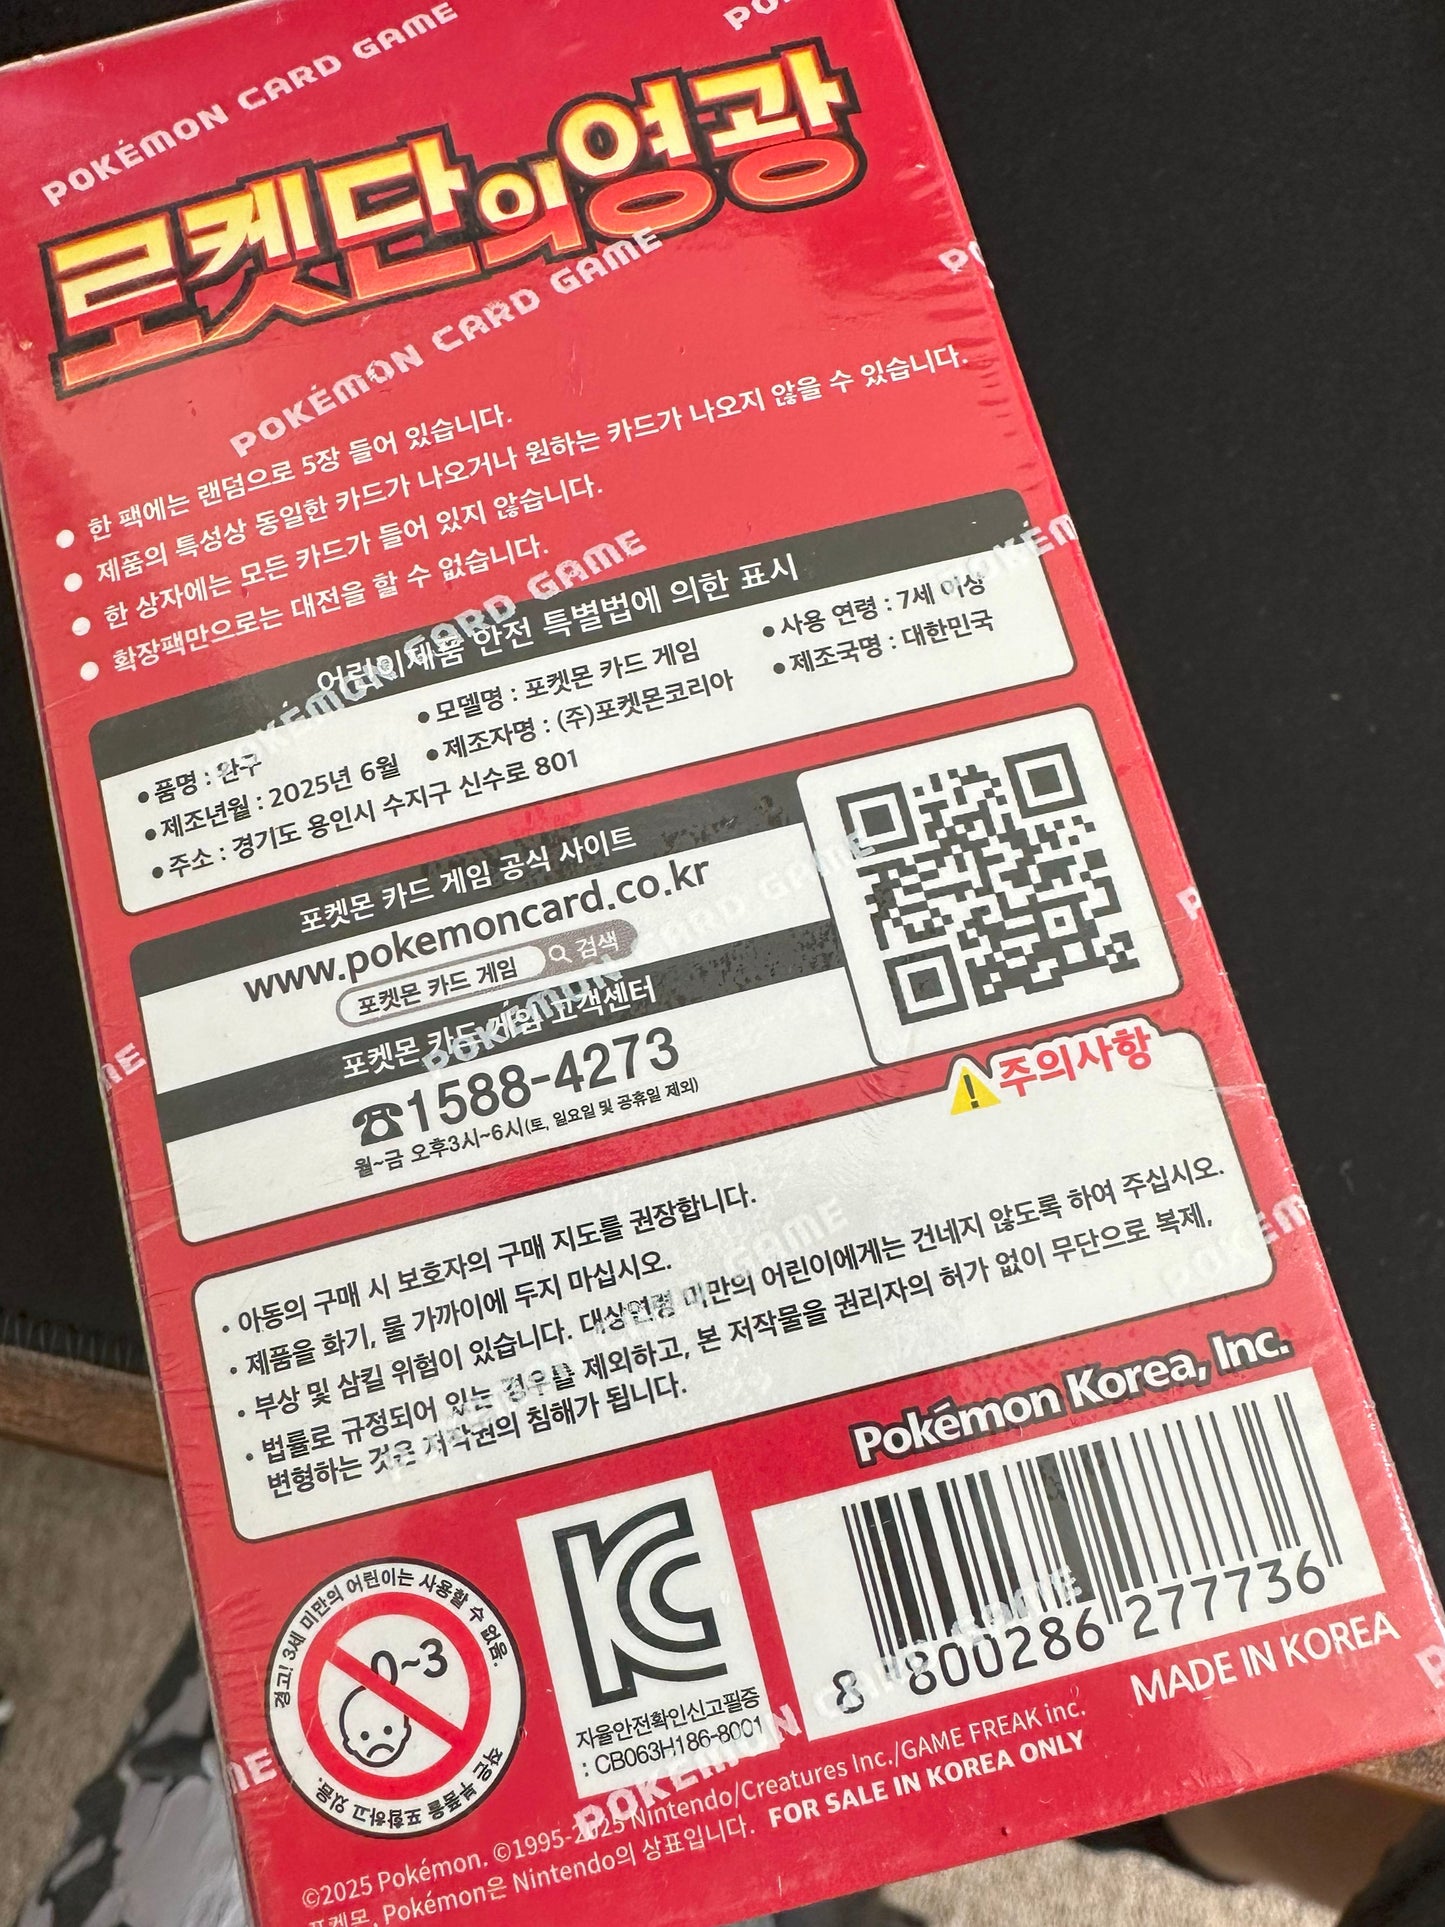 POKÉMON CARD GAME
로켓단의 영광
POKÉMON CARD GAME
● 한 팩에는 랜덤으로 5장 들어 있습니다.
● 제품의 특성상 동일한 카드가 나오거나 원하는 카드가 나오지 않을 수 있습니다.
● 한 상자에는 모든 카드가 들어 있지 않습니다.
● 확장팩만으로는 대전을 할 수 없습니다.
POKÉMON CARD GAME
어린이제품 안전 특별법에 의한 표시
● 품명 : 완구 ● 모델명 : 포켓몬 카드 게임 ● 사용 연령 : 7세 이상
● 제조년월 : 2025년 6월 ● 제조자명 : (주)포켓몬코리아 ● 제조국명 : 대한민국
● 주소 : 경기도 용인시 수지구 신수로 801
포켓몬 카드 게임 공식 사이트
www.pokemoncard.co.kr
포켓몬 카드 게임 검색
POKÉMON CARD GAME
포켓몬 카드 게임 고객센터
☎1588-4273
월~금 오후3시~6시(토, 일요일 및 공휴일 제외)
주의사항
• 아동의 구매 시 보호자의 구매 지도를 권장합니다.
• 제품을 화기, 물 가까이에 두지 마십시오.
• 부상 및 삼킬 위험이 있습니다. 대상연령 미만의 어린이에게는 건네지 않도록 하여 주십시오.
• 법률로 규정되어 있는 경우를 제외하고, 본 저작물을 권리자의 허가 없이 무단으로 복제,
변형하는 것은 저작권의 침해가 됩니다.
Pokémon Korea, Inc.
경고! 3세 미만의 어린이는 사용할 수 없음.
0~3
작은 부품을 포함하고 있음.
자율안전확인신고필증
: CB063H186-8001
8 800286 277736
MADE IN KOREA
POKÉMON CARD GAME
©2025 Pokémon. ©1995-2025 Nintendo/Creatures Inc./GAME FREAK inc.
포켓몬, Pokémon은 Nintendo의 상표입니다. FOR SALE IN KOREA ONLY